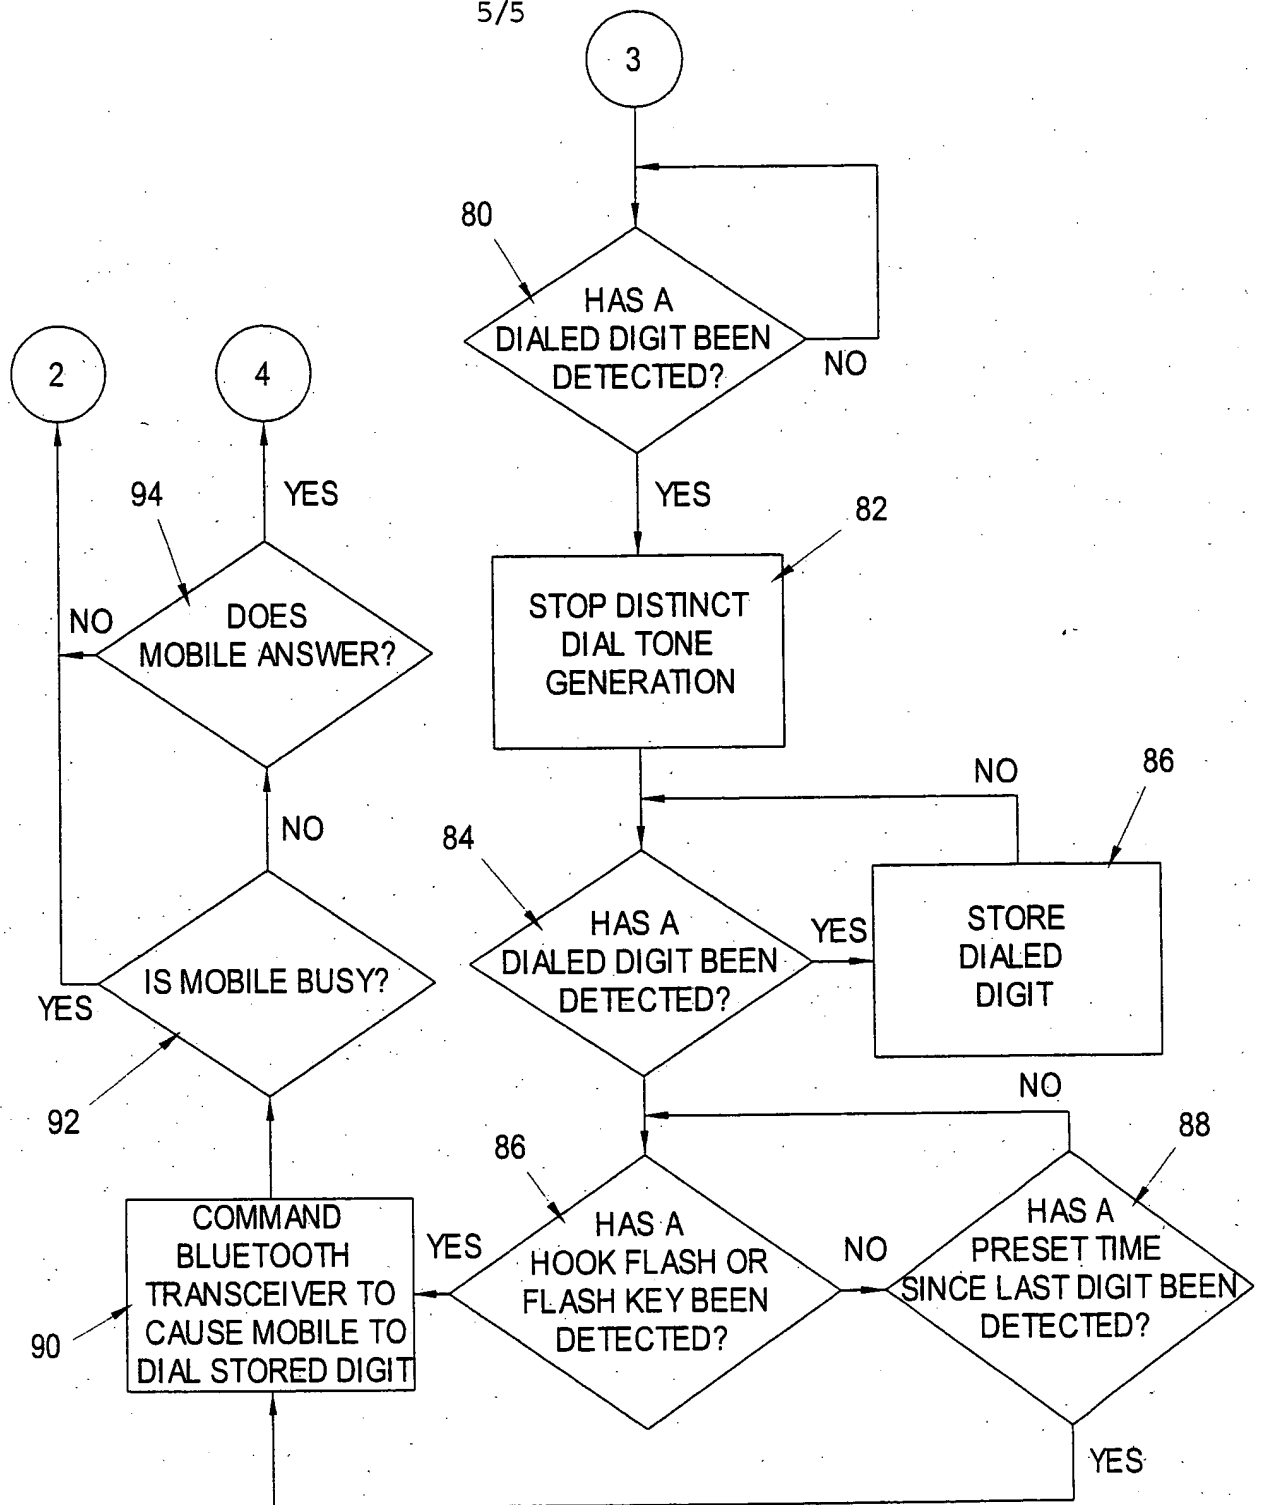 5/5
3
80
HAS A
DIALED DIGIT BEEN
DETECTED?
NO
2
4
YES
82
94
YES
STOP DISTINCT
DIAL TONE
GENERATION
NO
DOES
MOBILE ANSWER?
NO
86
NO
84
HAS A
DIALED DIGIT BEEN
DETECTED?
YES
STORE
DIALED
DIGIT
IS MOBILE BUSY?
YES
NO
92
86
88
COMMAND
BLUETOOTH
TRANSCEIVER TO
CAUSE MOBILE TO
DIAL STORED DIGIT
YES
HAS A
HOOK FLASH OR
FLASH KEY BEEN
DETECTED?
NO
HAS A
PRESET TIME
SINCE LAST DIGIT BEEN
DETECTED?
90
YES